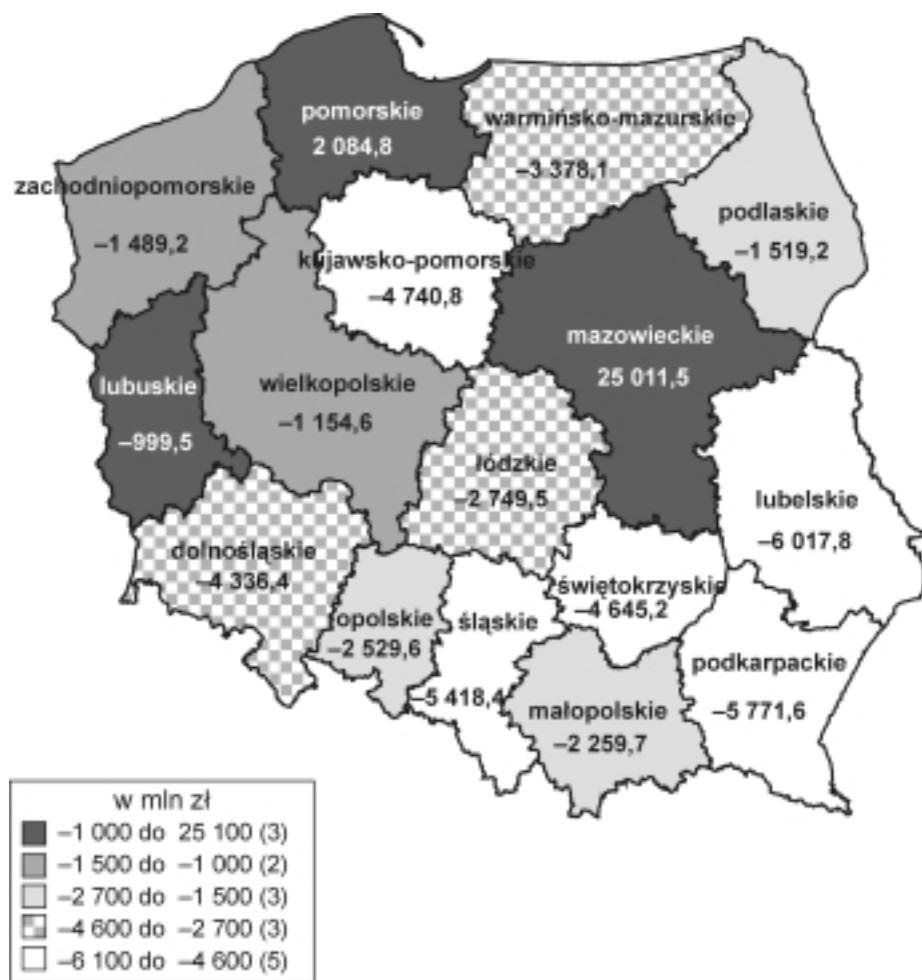 pomorskie
2 084,8
warmińsko-mazurskie
–3 378,1
zachodniopomorskie
–1 489,2
podlaskie
–1 519,2
kujawsko-pomorskie
–4 740,8
mazowieckie
25 011,5
lubuskie
–999,5
wielkopolskie
–1 154,6
łódzkie
–2 749,5
lubelskie
–6 017,8
dolnośląskie
–4 336,4
świętokrzyskie
–4 645,2
opolskie
–2 529,6
śląskie
–5 418,4
podkarpackie
–5 771,6
małopolskie
–2 259,7
w mln zł
–1 000 do 25 100 (3)
–1 500 do –1 000 (2)
–2 700 do –1 500 (3)
–4 600 do –2 700 (3)
–6 100 do –4 600 (5)